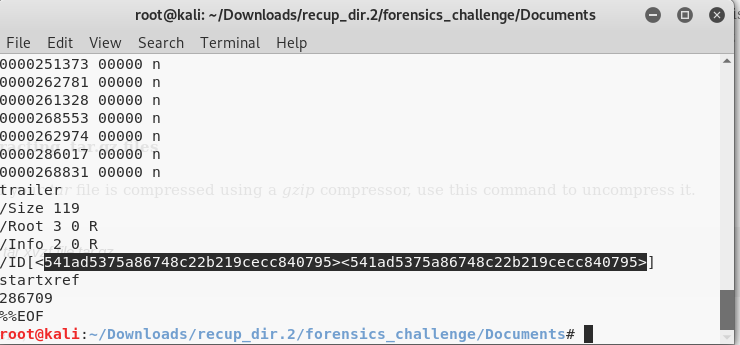 root@kali: ~/Downloads/recup_dir.2/forensics_challenge/Documents
File Edit View Search Terminal Help
0000251373 00000 n
0000262781 00000 n
0000261328 00000 n
0000268553 00000 n
0000262974 00000 n
0000286017 00000 n
0000268831 00000 n
trailer
file is compressed using a gzip compressor, use this command to uncompress it.
/Size 119
/Root 3 0 R
/Info 2 0 R
/ID[<541ad5375a86748c22b219cecc840795><541ad5375a86748c22b219cecc840795>]
startxref
286709
%%EOF
root@kali:~/Downloads/recup_dir.2/forensics_challenge/Documents#